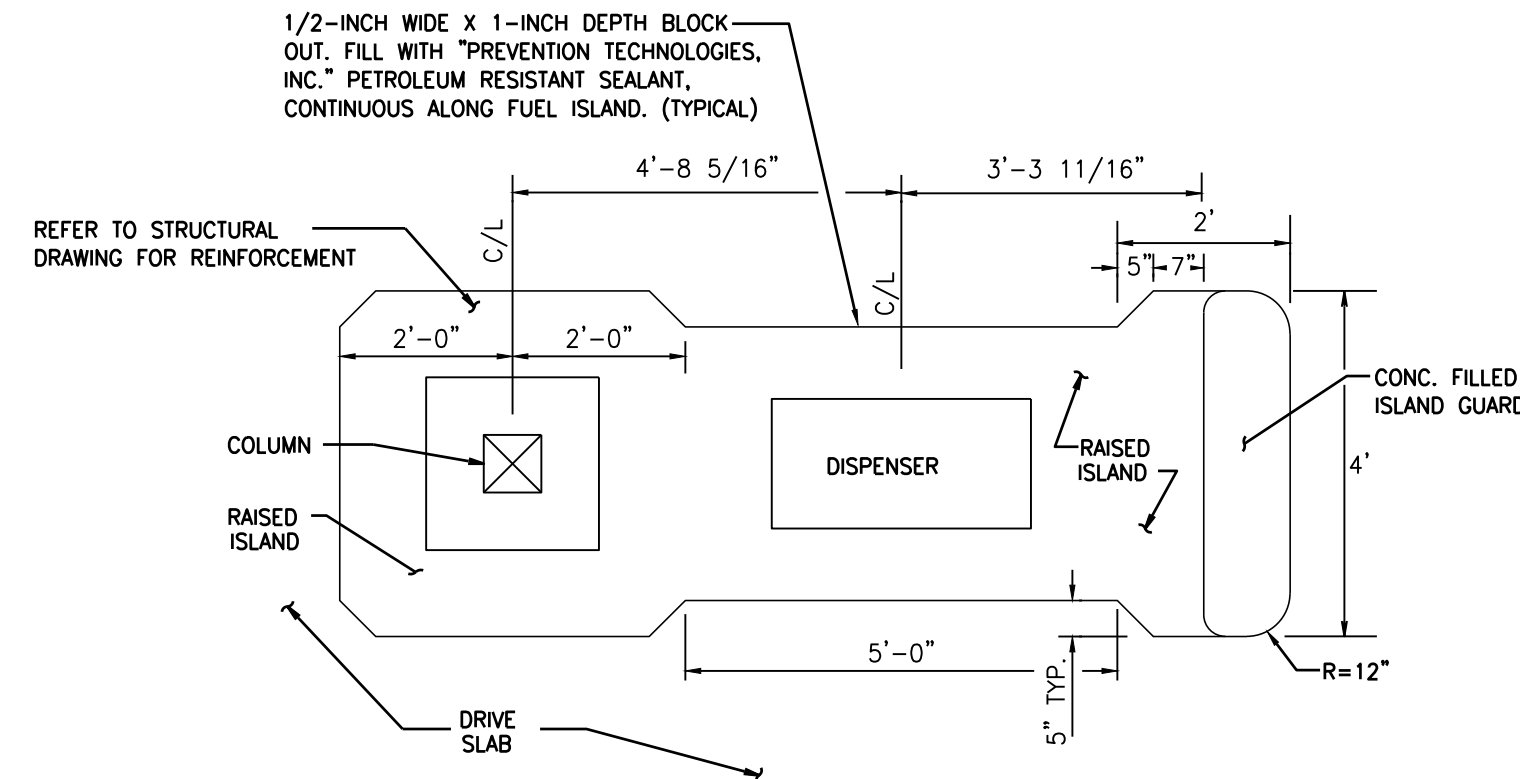 1/2-INCH WIDE X 1-INCH DEPTH BLOCK
OUT. FILL WITH "PREVENTION TECHNOLOGIES,
INC." PETROLEUM RESISTANT SEALANT,
CONTINUOUS ALONG FUEL ISLAND. (TYPICAL)
4'-8 5/16"
3'-3 11/16"
REFER TO STRUCTURAL
DRAWING FOR REINFORCEMENT
C/L
C/L
2'
5"
7"
2'-0"
2'-0"
CONC. FILLED
ISLAND GUARD
COLUMN
DISPENSER
RAISED
ISLAND
4'
RAISED
ISLAND
5'-0"
5" TYP.
R=12"
DRIVE
SLAB